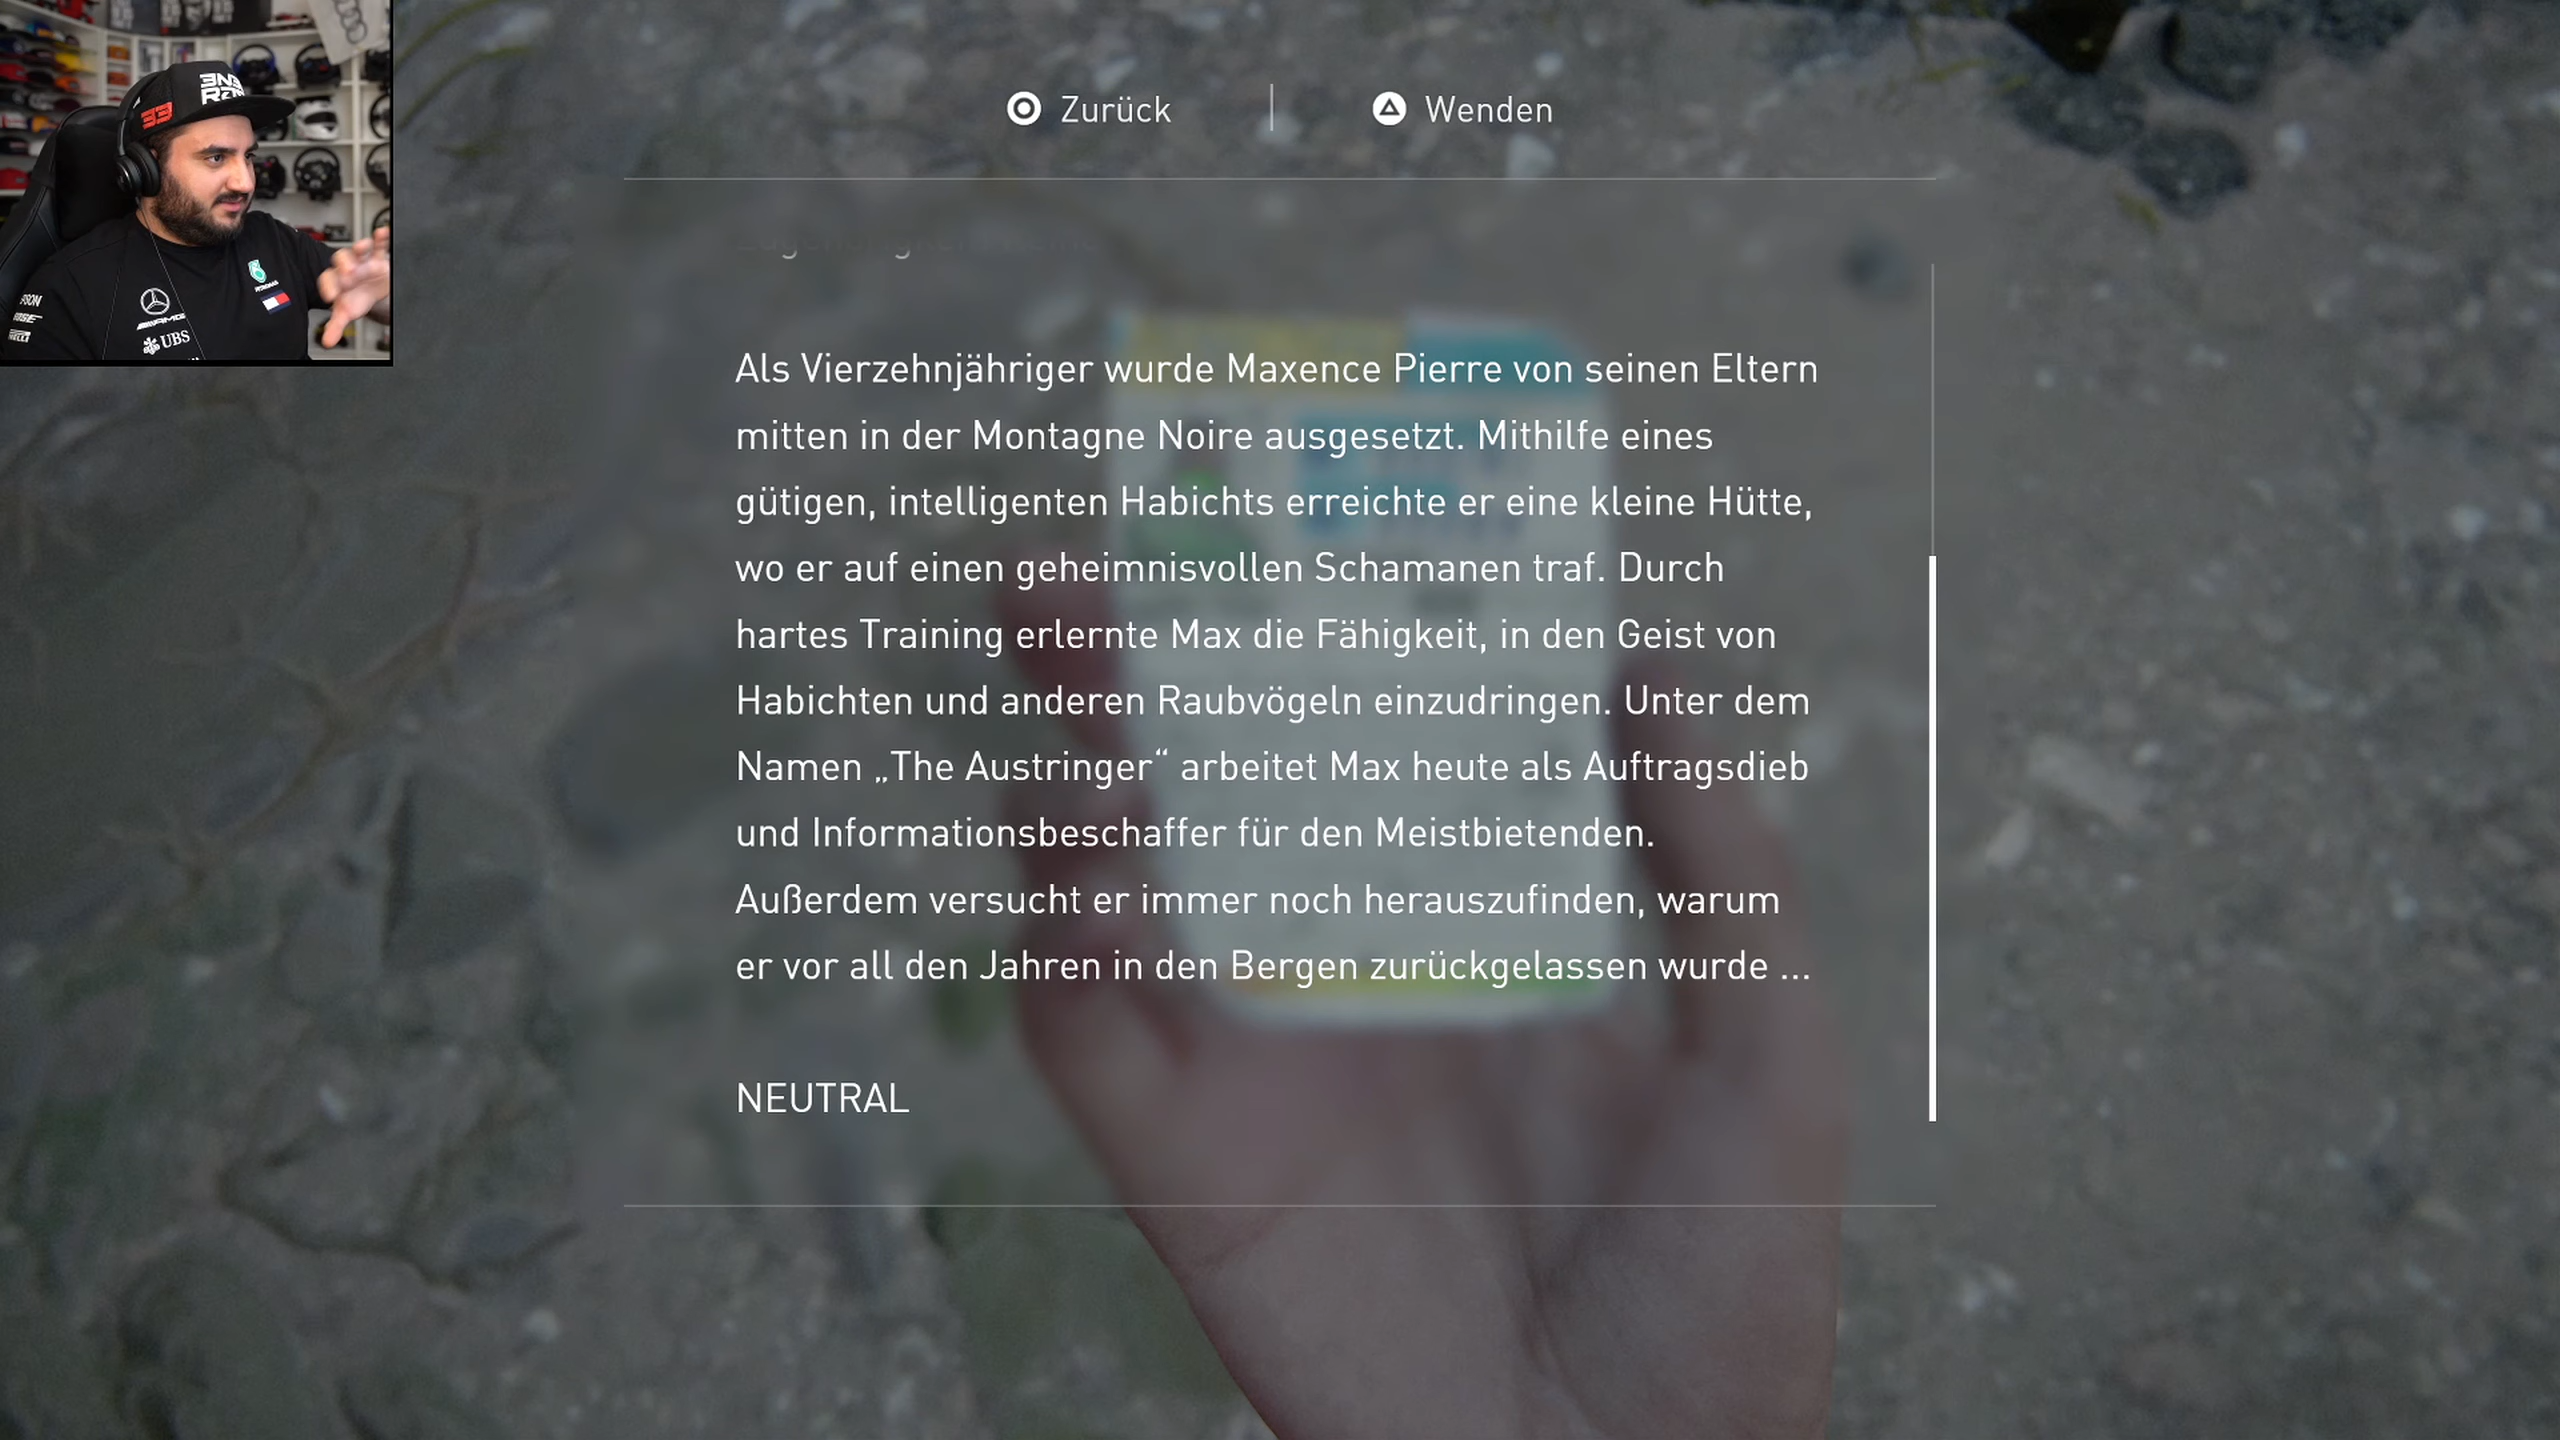 Zurück
Wenden
33
AMG
UBS
Als Vierzehnjähriger wurde Maxence Pierre von seinen Eltern
mitten in der Montagne Noire ausgesetzt. Mithilfe eines
gütigen, intelligenten Habichts erreichte er eine kleine Hütte,
wo er auf einen geheimnisvollen Schamanen traf. Durch
hartes Training erlernte Max die Fähigkeit, in den Geist von
Habichten und anderen Raubvögeln einzudringen. Unter dem
Namen „The Austringer“ arbeitet Max heute als Auftragsdieb
und Informationsbeschaffer für den Meistbietenden.
Außerdem versucht er immer noch herauszufinden, warum
er vor all den Jahren in den Bergen zurückgelassen wurde ...
NEUTRAL